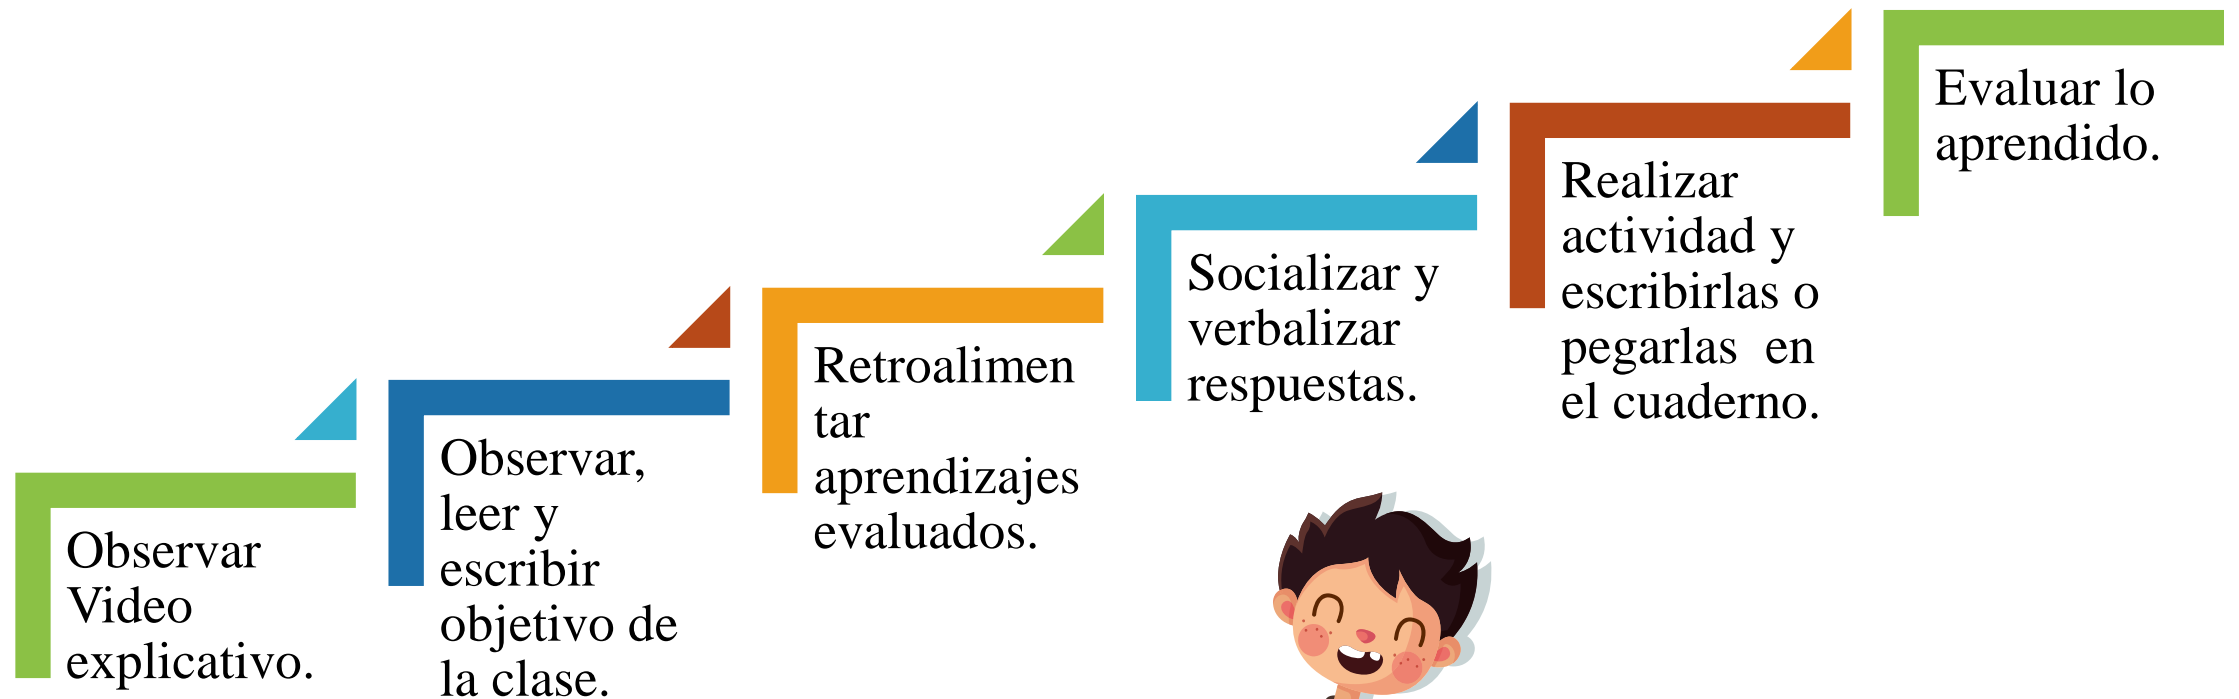 Observar
Video
explicativo.
Observar,
leer y
escribir
objetivo de
la clase.
Retroalimen
tar
aprendizajes
evaluados.
Socializar y
verbalizar
respuestas.
Realizar
actividad y
escribirlas o
pegarlas  en
el cuaderno.
Evaluar lo
aprendido.